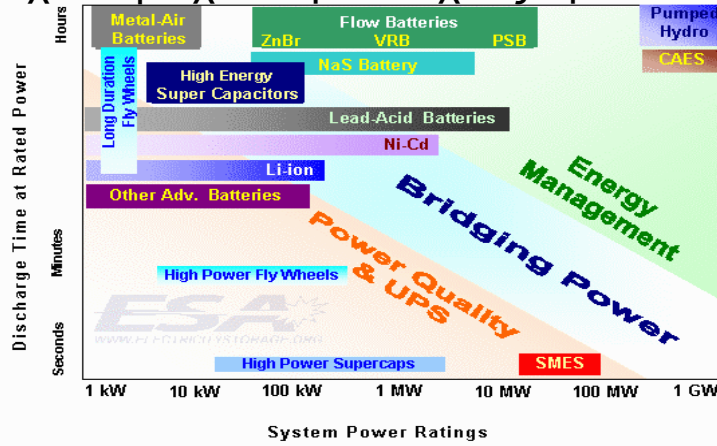 Hours
Metal-Air
Batteries
Flow Batteries
ZnBr VRB PSB
Pumped
Hydro
NaS Battery
CAES
High Energy
Super Capacitors
Long Duration
Fly Wheels
Lead-Acid Batteries
Ni-Cd
Li-ion
Other Adv. Batteries
Energy
Management
Bridging Power
Power Quality
& UPS
Discharge Time at Rated Power
Minutes
High Power Fly Wheels
ESA
WWW.ELECTRICITYSTORAGE.ORG
Seconds
High Power Supercaps
SMES
1 kW 10 kW 100 kW 1 MW 10 MW 100 MW 1 GW
System Power Ratings